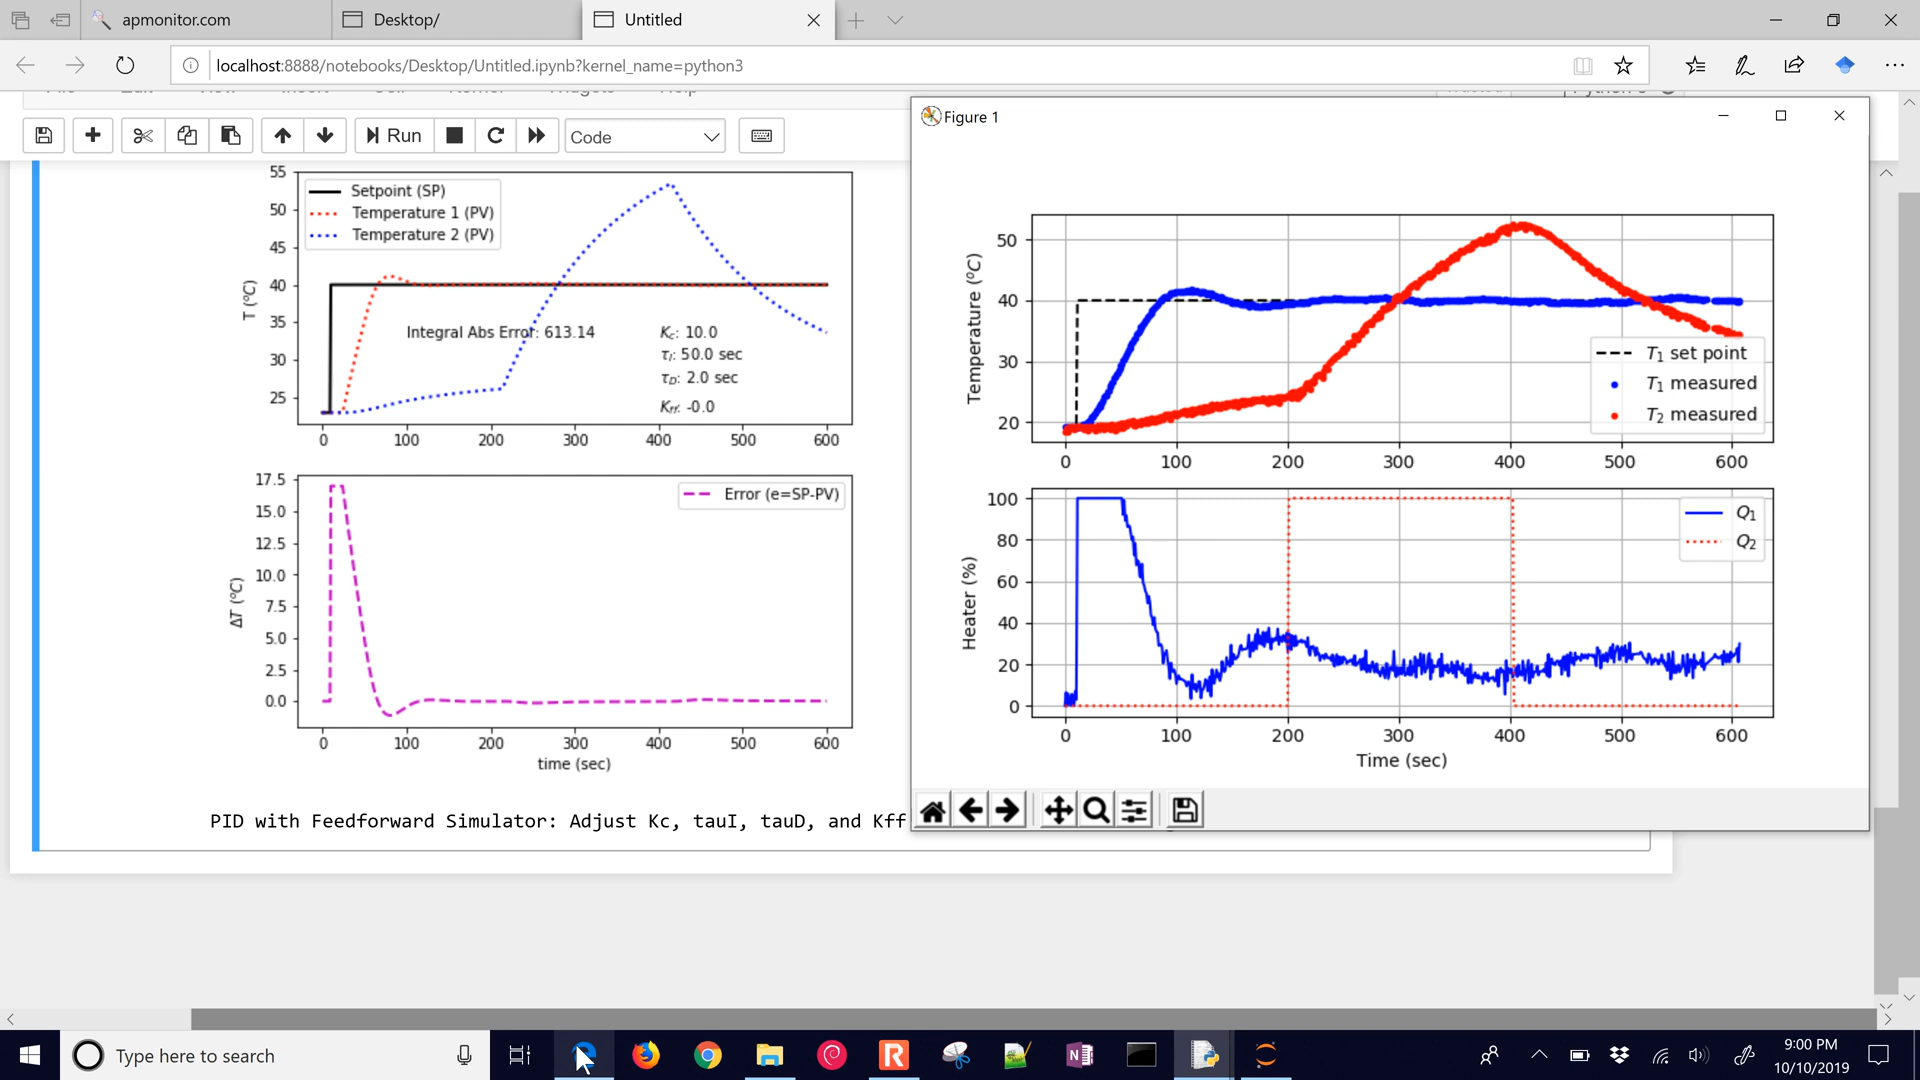 apmonitor.com
Desktop/
Untitled
localhost:8888/notebooks/Desktop/Untitled.ipynb?kernel_name=python3
Run
Code
55
50
45
40
35
30
25
T (°C)
Setpoint (SP)
Temperature 1 (PV)
Temperature 2 (PV)
Integral Abs Error: 613.14
Kc: 10.0
τI: 50.0 sec
τD: 2.0 sec
Kff: -0.0
0 100 200 300 400 500 600
17.5
15.0
12.5
10.0
7.5
5.0
2.5
0.0
ΔT (°C)
Error (e=SP-PV)
0 100 200 300 400 500 600
time (sec)
PID with Feedforward Simulator: Adjust Kc, tauI, tauD, and Kff
Figure 1
50
40
30
20
Temperature (°C)
T1 set point
T1 measured
T2 measured
0 100 200 300 400 500 600
100
80
60
40
20
0
Heater (%)
Q1
Q2
0 100 200 300 400 500 600
Time (sec)
Type here to search
9:00 PM
10/10/2019